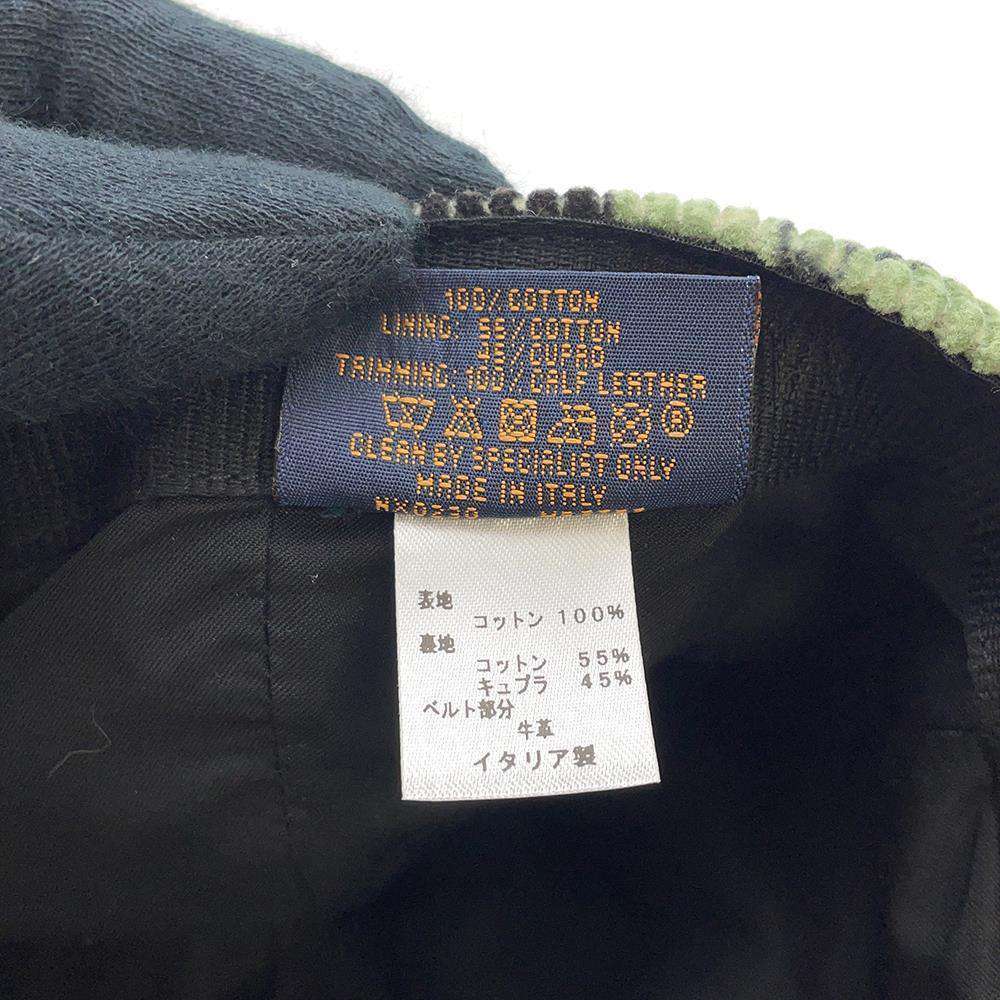 100% COTTON
LINING: 55% COTTON
45% CUPRO
TRIMMING: 100% CALF LEATHER
CLEAN BY SPECIALIST ONLY
MADE IN ITALY
表地
コットン 100%
裏地
コットン 55%
キュプラ 45%
ベルト部分
牛革
イタリア製